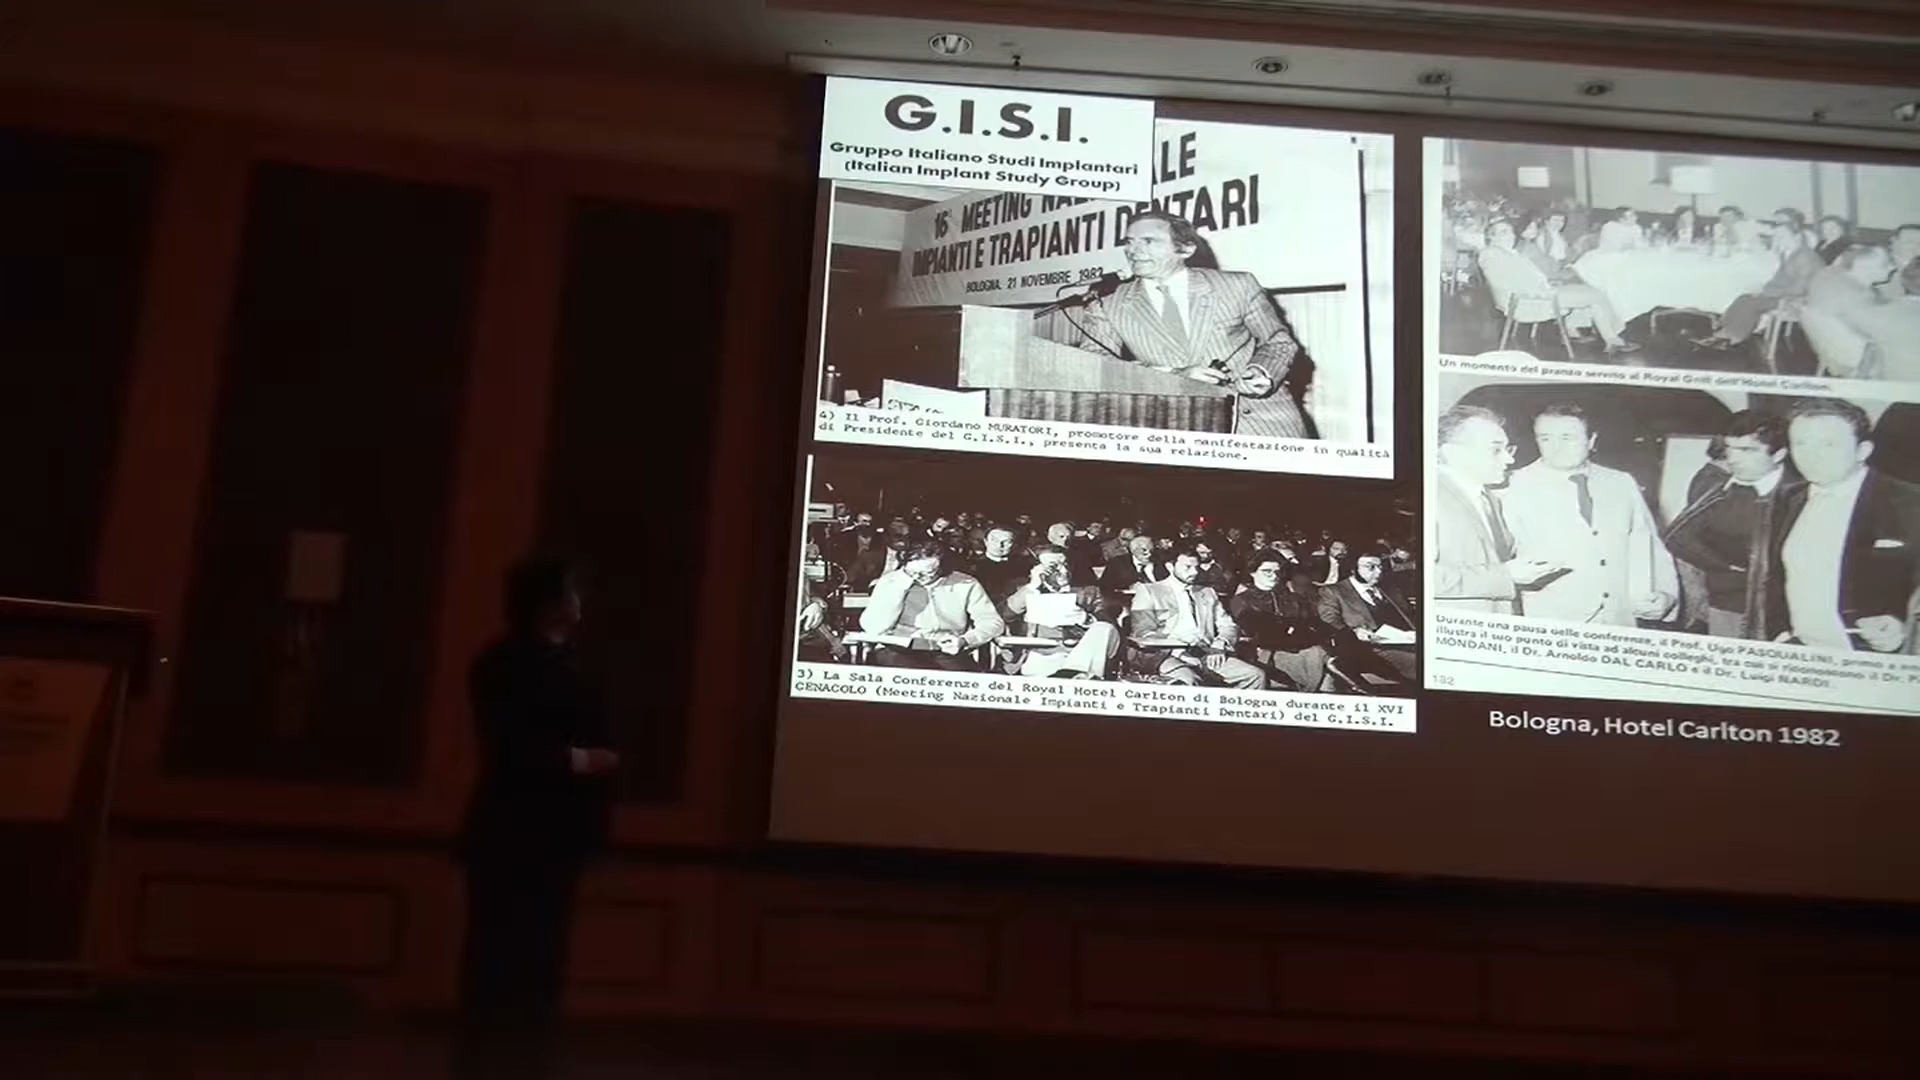 G.I.S.I.
Gruppo Italiano Studi Implantari
(Italian Implant Study Group)
LE
16° MEETING NA
IMPIANTI E TRAPIANTI DENTARI
BOLOGNA, 21 NOVEMBRE 1982
4) Il Prof. Giordano MURATORI, promotore della manifestazione in qualità
di Presidente del G.I.S.I., presenta la sua relazione.
3) La Sala Conferenze del Royal Hotel Carlton di Bologna durante il XVI
CENACOLO (Meeting Nazionale Impianti e Trapianti Dentari) del G.I.S.I.
Un momento del pranzo servito al Royal Grill dell'Hotel Carlton.
Durante una pausa delle conferenze, il Prof. Ugo PASQUALINI, primo a
illustra il suo punto di vista ad alcuni colleghi, tra cui si riconoscono il Dr.
MONDANI, il Dr. Arnoldo DAL CARLO e il Dr. Luigi NARDI.
132
Bologna, Hotel Carlton 1982